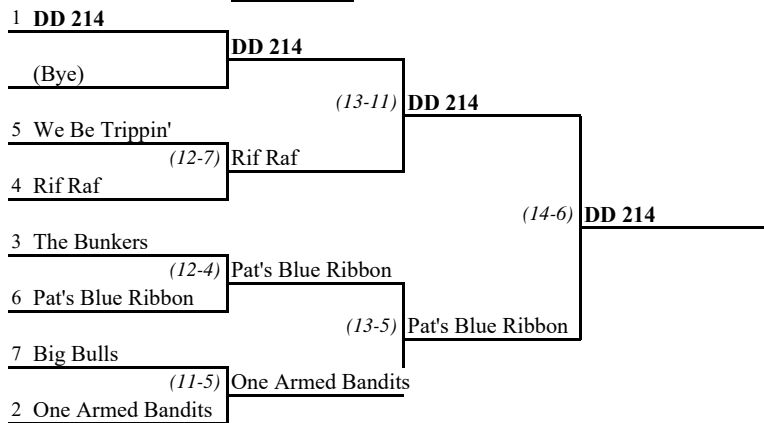 1 DD 214
DD 214
(Bye)
(13-11) DD 214
5 We Be Trippin'
(12-7) Rif Raf
4 Rif Raf
(14-6) DD 214
3 The Bunkers
(12-4) Pat's Blue Ribbon
6 Pat's Blue Ribbon
(13-5) Pat's Blue Ribbon
7 Big Bulls
(11-5) One Armed Bandits
2 One Armed Bandits